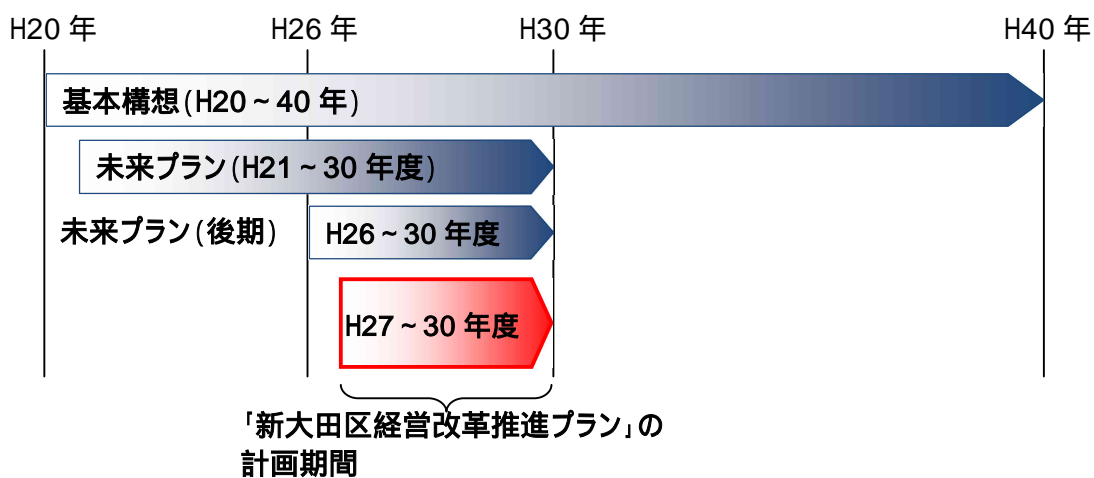 H20 年 H26 年 H30 年 H40 年
基本構想(H20～40 年)
未来プラン(H21～30 年度)
未来プラン(後期) H26～30 年度
H27～30 年度
「新大田区経営改革推進プラン」の
計画期間